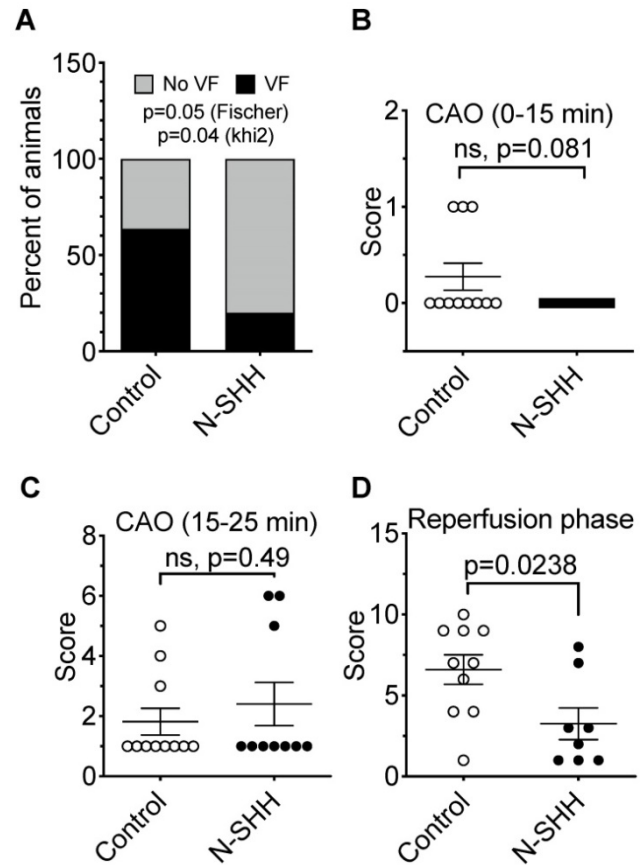 A
150
No VF VF
p=0.05 (Fischer)
p=0.04 (khi2)
100
50
0
Percent of animals
Control
N-SHH
B
CAO (0-15 min)
ns, p=0.081
2
1
0
Score
Control
N-SHH
C
CAO (15-25 min)
ns, p=0.49
8
6
4
2
0
Score
Control
N-SHH
D
Reperfusion phase
p=0.0238
15
10
5
0
Score
Control
N-SHH